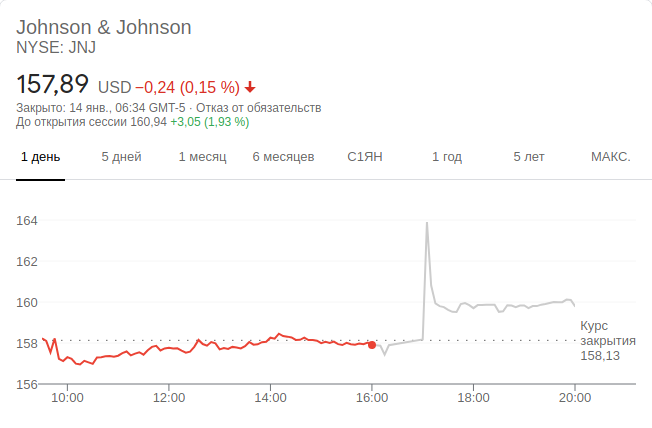 Johnson & Johnson
NYSE: JNJ
157,89 USD −0,24 (0,15 %)
Закрыто: 14 янв., 06:34 GMT-5 · Отказ от обязательств
До открытия сессии 160,94 +3,05 (1,93 %)
1 день 5 дней 1 месяц 6 месяцев С1ЯН 1 год 5 лет МАКС.
164
162
160
158
156
Курс
закрытия
158,13
10:00 12:00 14:00 16:00 18:00 20:00